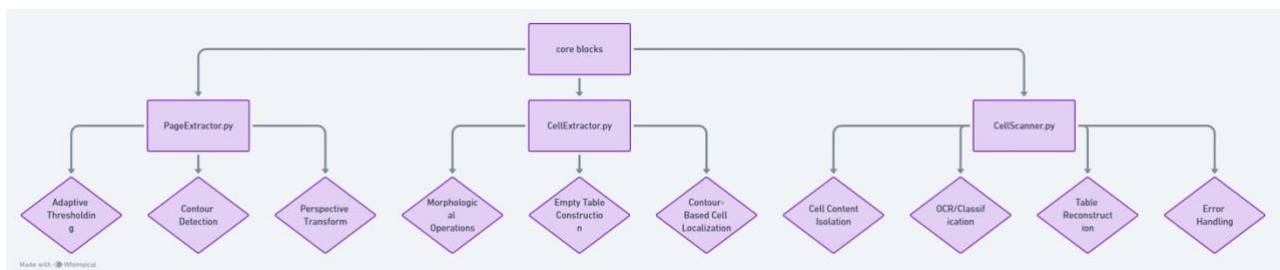 core blocks
PageExtractor.py
CellExtractor.py
CellScanner.py
Adaptive
Thresholdin
g
Contour
Detection
Perspective
Transform
Morphologic
al
Operations
Empty Table
Constructio
n
Contour-
Based Cell
Localization
Cell Content
Isolation
OCR/Classif
ication
Table
Reconstruct
ion
Error
Handling
Made with Whimsical